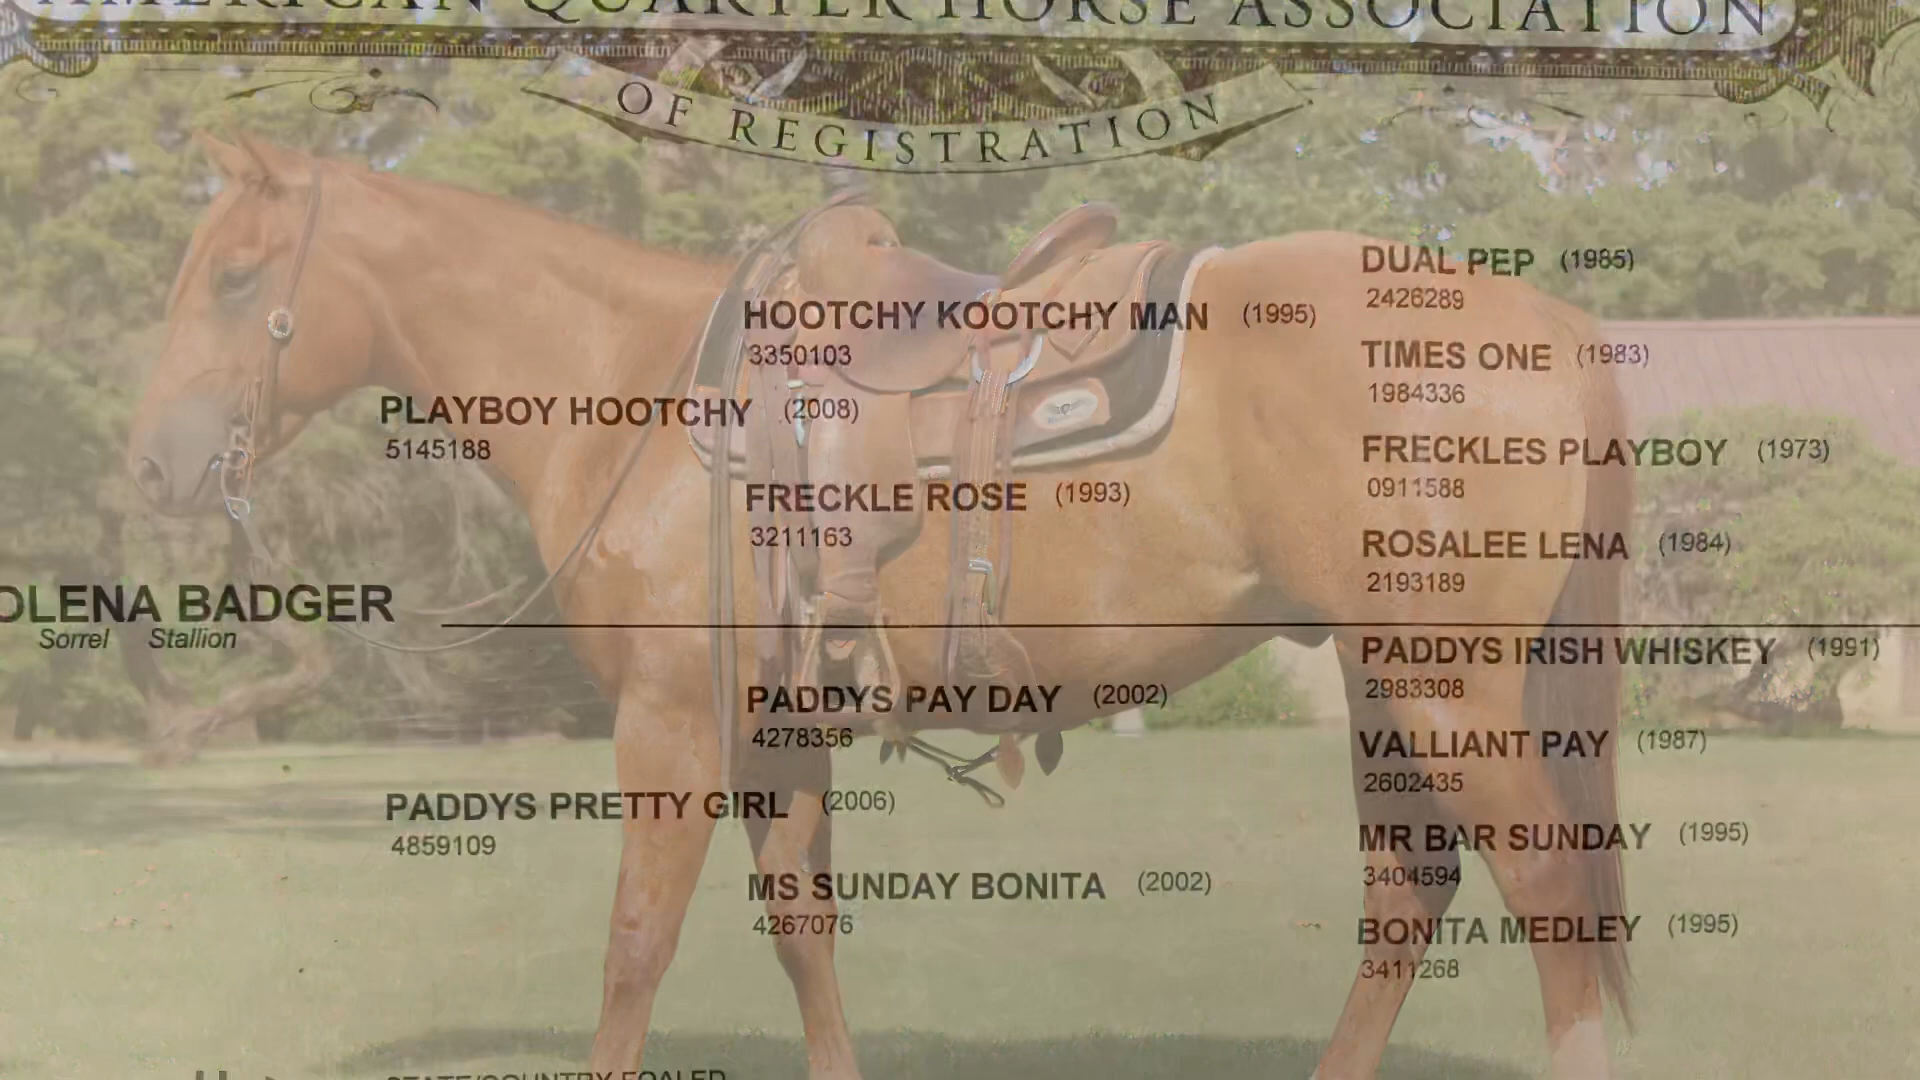 AMERICAN QUARTER HORSE ASSOCIATION
OF REGISTRATION
DUAL PEP (1985)
2426289
HOOTCHY KOOTCHY MAN (1995)
3350103
TIMES ONE (1983)
1984336
PLAYBOY HOOTCHY (2008)
5145188
FRECKLES PLAYBOY (1973)
0911588
FRECKLE ROSE (1993)
3211163
ROSALEE LENA (1984)
2193189
OLENA BADGER
Sorrel Stallion
PADDYS IRISH WHISKEY (1991)
2983308
PADDYS PAY DAY (2002)
4278356
VALLIANT PAY (1987)
2602435
PADDYS PRETTY GIRL (2006)
4859109
MR BAR SUNDAY (1995)
3404594
MS SUNDAY BONITA (2002)
4267076
BONITA MEDLEY (1995)
3411268
STATE/COUNTRY FOALED